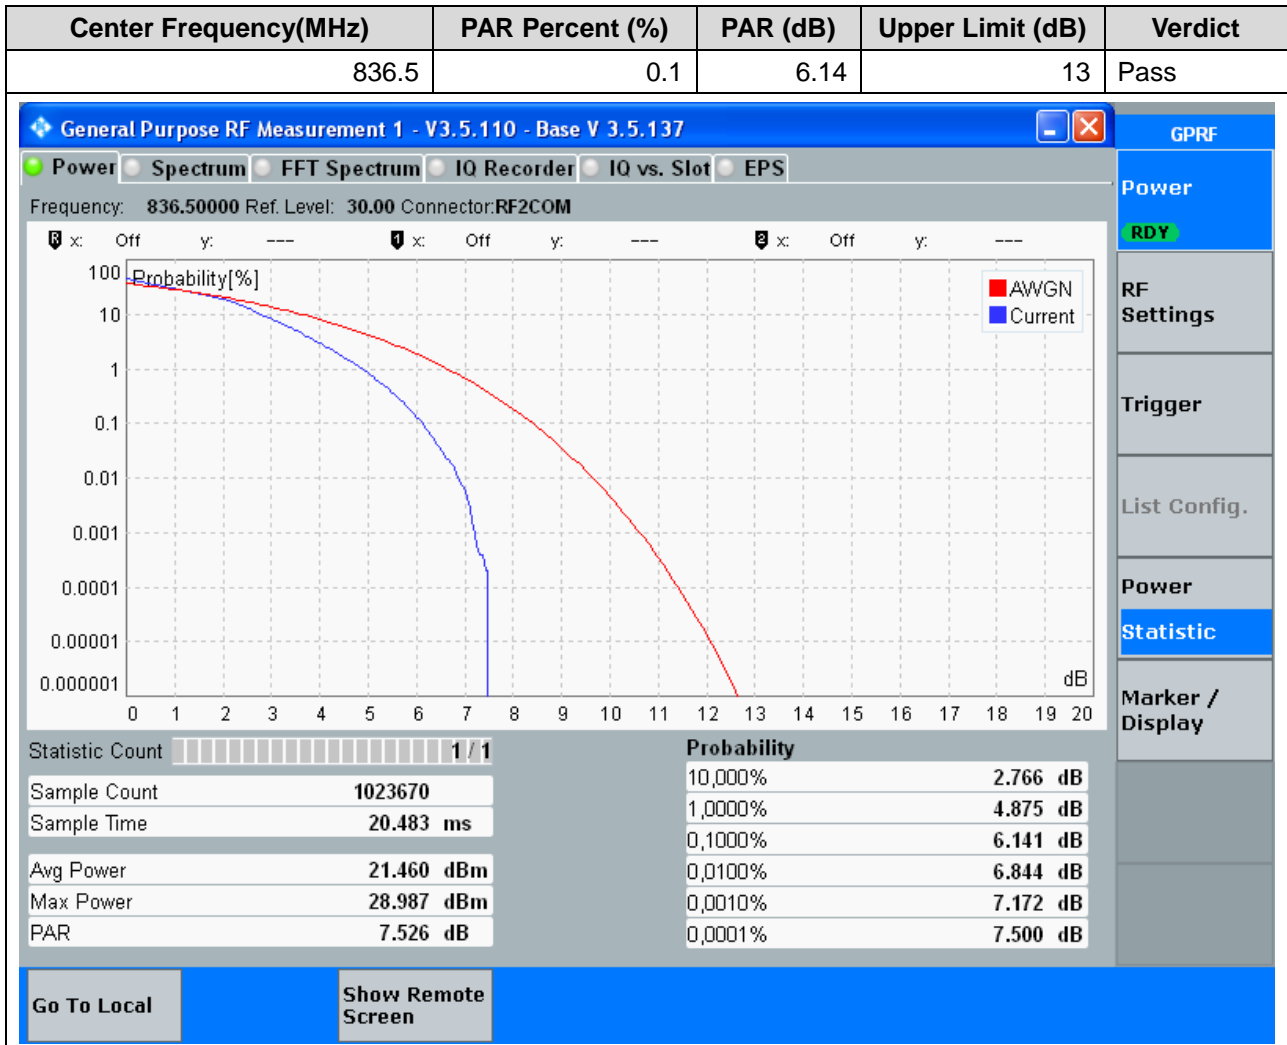 Center Frequency(MHz) PAR Percent (%) PAR (dB) Upper Limit (dB) Verdict
836.5 0.1 6.14 13 Pass
General Purpose RF Measurement 1 - V3.5.110 - Base V 3.5.137
GPRF
Power Spectrum FFT Spectrum IQ Recorder IQ vs. Slot EPS
Power
RDY
Frequency: 836.50000 Ref. Level: 30.00 Connector:RF2COM
R x: Off y: --- 1 x: Off y: --- 2 x: Off y: ---
Probability[%]
AWGN
Current
100
10
1
0.1
0.01
0.001
0.0001
0.00001
0.000001
dB
0 1 2 3 4 5 6 7 8 9 10 11 12 13 14 15 16 17 18 19 20
RF
Settings
Trigger
List Config.
Power
Statistic
Marker /
Display
Statistic Count 1 / 1
Sample Count 1023670
Sample Time 20.483 ms
Avg Power 21.460 dBm
Max Power 28.987 dBm
PAR 7.526 dB
Probability
10,000% 2.766 dB
1,0000% 4.875 dB
0,1000% 6.141 dB
0,0100% 6.844 dB
0,0010% 7.172 dB
0,0001% 7.500 dB
Go To Local
Show Remote
Screen